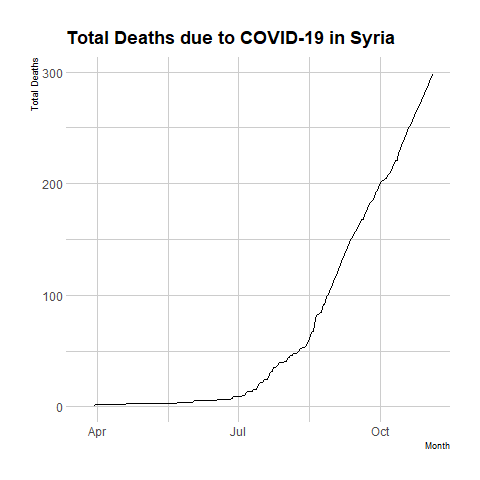 Total Deaths due to COVID-19 in Syria
Total Deaths
300
200
100
0
Apr Jul Oct
Month